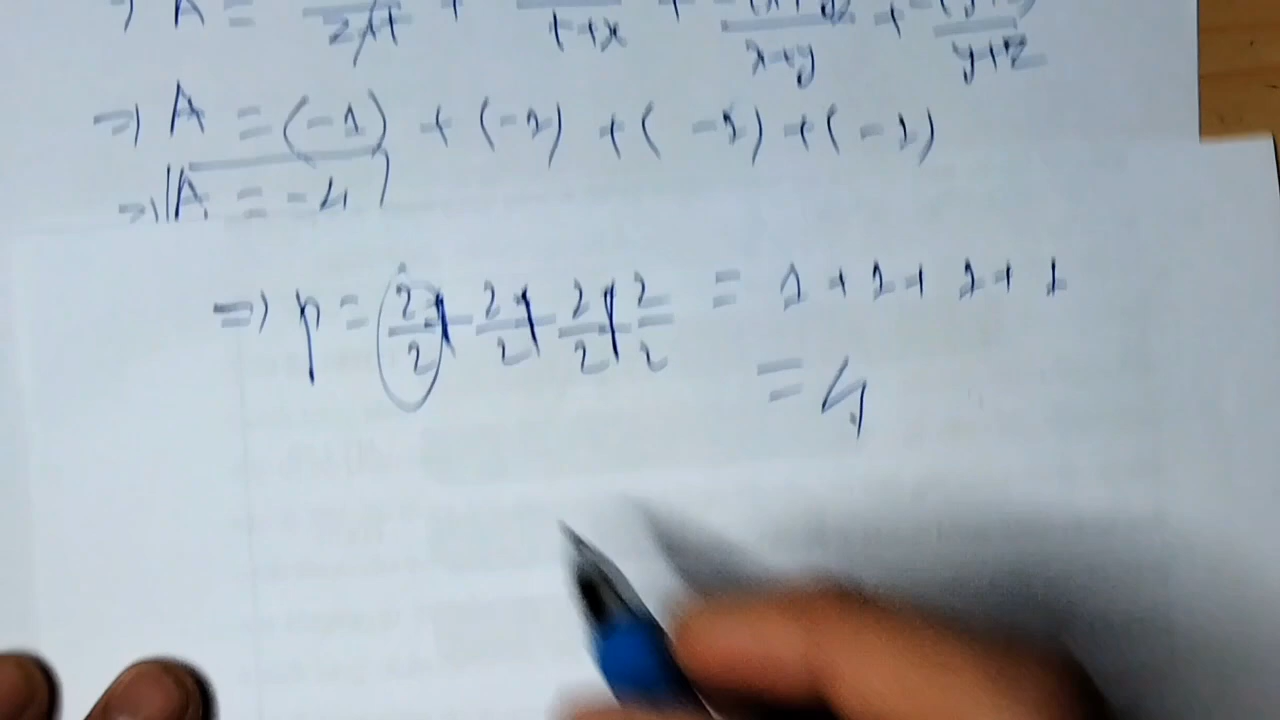 ⇒ A = /z+t + /t+x + /x+y + /y+z
⇒ A = (-1) + (-1) + (-1) + (-1)
⇒ A = -4
⇒ P = 2/2 + 2/2 + 2/2 + 2/2 = 1 + 1 + 1 + 1
= 4